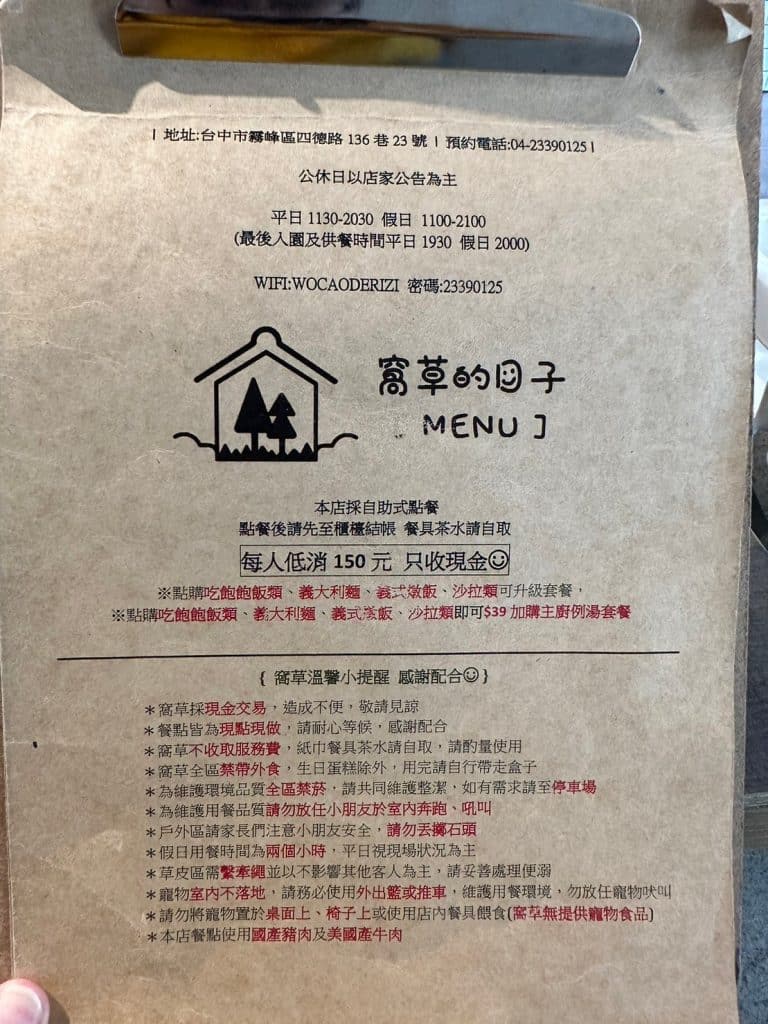 | 地址:台中市霧峰區四德路 136 巷 23 號 | 預約電話:04-23390125 |
公休日以店家公告為主
平日 1130-2030 假日 1100-2100
(最後入園及供餐時間平日 1930 假日 2000)
WIFI:WOCAODERIZI 密碼:23390125
窩草的日子
MENU
本店採自助式點餐
點餐後請先至櫃檯結帳 餐具茶水請自取
每人低消 150 元 只收現金☺
※點購吃飽飽飯類、義大利麵、義式燉飯、沙拉類可升級套餐，
※點購吃飽飽飯類、義大利麵、義式燉飯、沙拉類即可$39 加購主廚例湯套餐
{ 窩草溫馨小提醒 感謝配合☺}
＊窩草採現金交易，造成不便，敬請見諒
＊餐點皆為現點現做，請耐心等候，感謝配合
＊窩草不收取服務費，紙巾餐具茶水請自取，請酌量使用
＊窩草全區禁帶外食，生日蛋糕除外，用完請自行帶走盒子
＊為維護環境品質全區禁菸，請共同維護整潔，如有需求請至停車場
＊為維護用餐品質請勿放任小朋友於室內奔跑、吼叫
＊戶外區請家長們注意小朋友安全，請勿丟擲石頭
＊假日用餐時間為兩個小時，平日視現場狀況為主
＊草皮區需繫牽繩並以不影響其他客人為主，請妥善處理便溺
＊寵物室內不落地，請務必使用外出籃或推車，維護用餐環境，勿放任寵物吠叫
＊請勿將寵物置於桌面上、椅子上或使用店內餐具餵食(窩草無提供寵物食品)
＊本店餐點使用國產豬肉及美國產牛肉